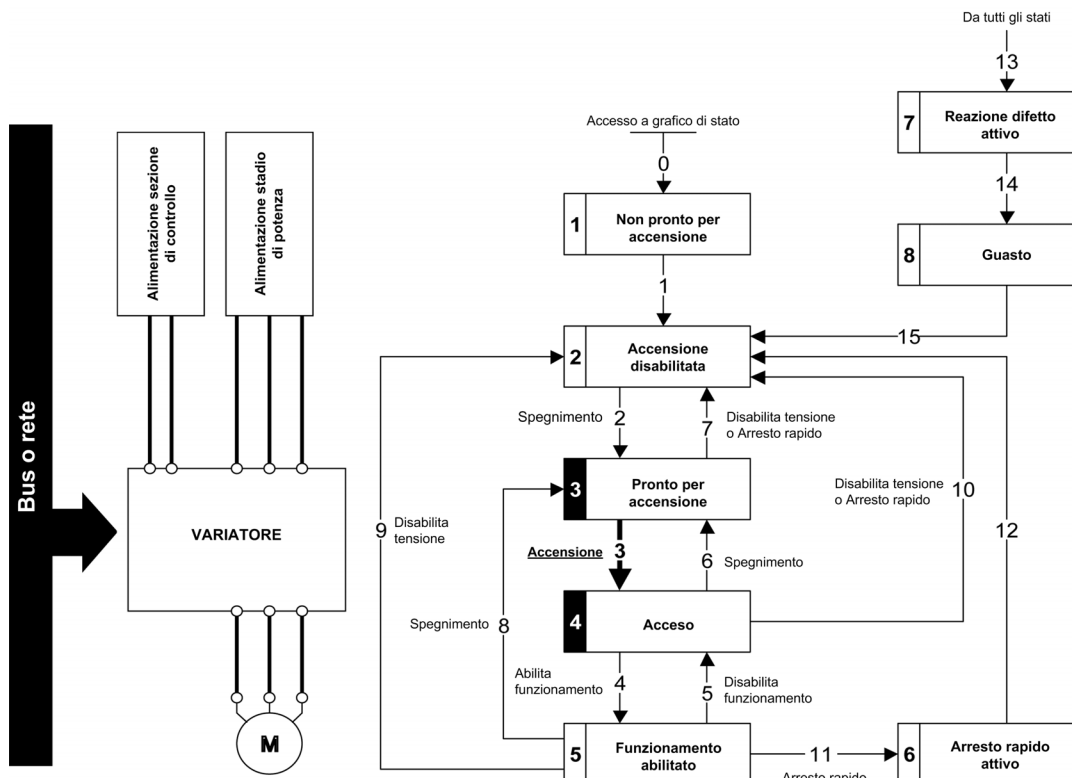 Da tutti gli stati
13
7
Reazione difetto
attivo
14
8
Guasto
15
Accesso a grafico di stato
0
1
Non pronto per
accensione
1
2
Accensione
disabilitata
Spegnimento
2
7
Disabilita tensione
o Arresto rapido
3
Pronto per
accensione
Accensione
3
6
Spegnimento
4
Acceso
Abilita
funzionamento
4
5
Disabilita
funzionamento
5
Funzionamento
abilitato
11
Arresto rapido
6
Arresto rapido
attivo
12
Disabilita tensione
o Arresto rapido
10
9
Disabilita
tensione
Spegnimento
8
Bus o rete
Alimentazione sezione
di controllo
Alimentazione stadio
di potenza
VARIATORE
M